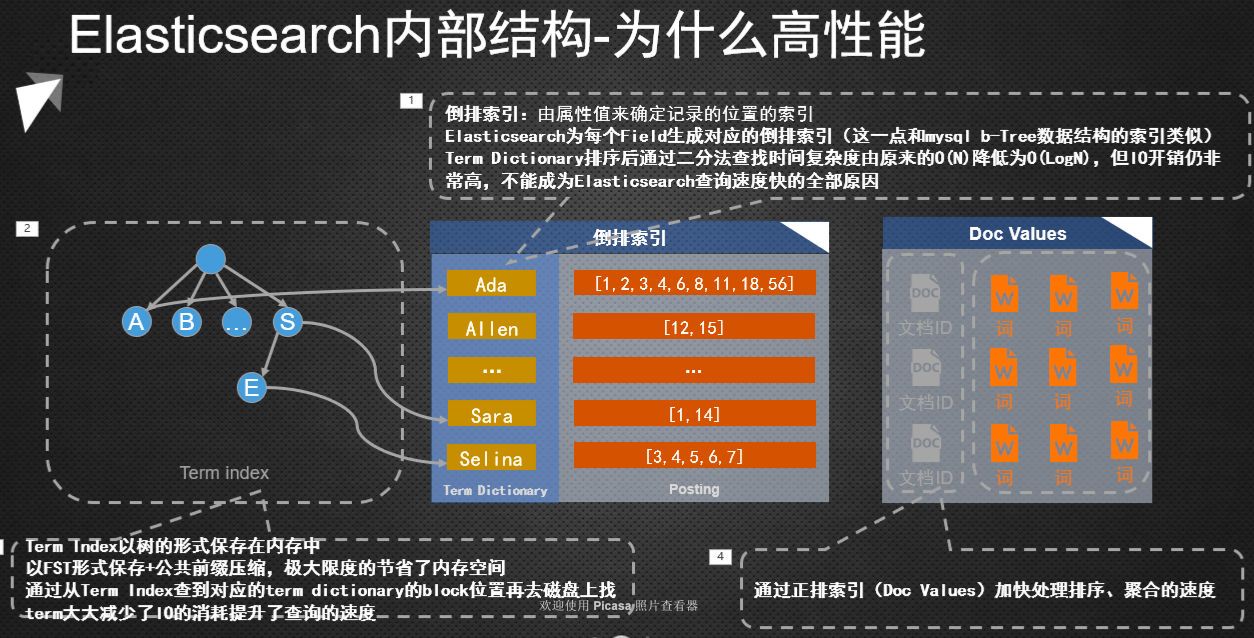 Elasticsearch内部结构-为什么高性能
1
倒排索引：由属性值来确定记录的位置的索引
Elasticsearch为每个Field生成对应的倒排索引（这一点和mysql b-Tree数据结构的索引类似）
Term Dictionary排序后通过二分法查找时间复杂度由原来的O(N)降低为O(LogN)，但IO开销仍非
常高，不能成为Elasticsearch查询速度快的全部原因
2
A
B
...
S
E
Term index
倒排索引
Ada
[1,2,3,4,6,8,11,18,56]
Allen
[12,15]
…
…
Sara
[1,14]
Selina
[3,4,5,6,7]
Term Dictionary
Posting
Doc Values
DOC
文档ID
W
词
W
词
W
词
DOC
文档ID
W
词
W
词
W
词
DOC
文档ID
W
词
W
词
W
词
Term Index以树的形式保存在内存中
以FST形式保存+公共前缀压缩，极大限度的节省了内存空间
通过从Term Index查到对应的term dictionary的block位置再去磁盘上找
term大大减少了IO的消耗提升了查询的速度
欢迎使用 Picasa 照片查看器
4
通过正排索引（Doc Values）加快处理排序、聚合的速度